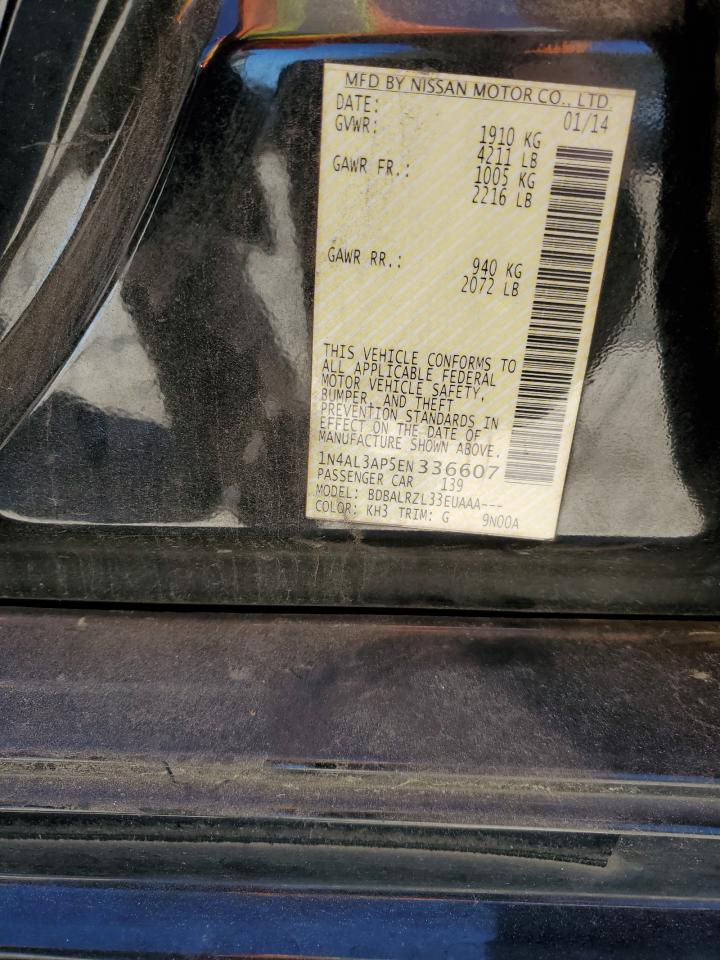 MFD BY NISSAN MOTOR CO., LTD.
DATE: 01/14
GVWR: 1910 KG
4211 LB
GAWR FR.: 1005 KG
2216 LB
GAWR RR.: 940 KG
2072 LB
THIS VEHICLE CONFORMS TO
ALL APPLICABLE FEDERAL
MOTOR VEHICLE SAFETY,
BUMPER, AND THEFT
PREVENTION STANDARDS IN
EFFECT ON THE DATE OF
MANUFACTURE SHOWN ABOVE.
1N4AL3AP5EN336607
PASSENGER CAR 139
MODEL: BDBALRZL33EUAAA---
COLOR: KH3 TRIM: G 9N00A